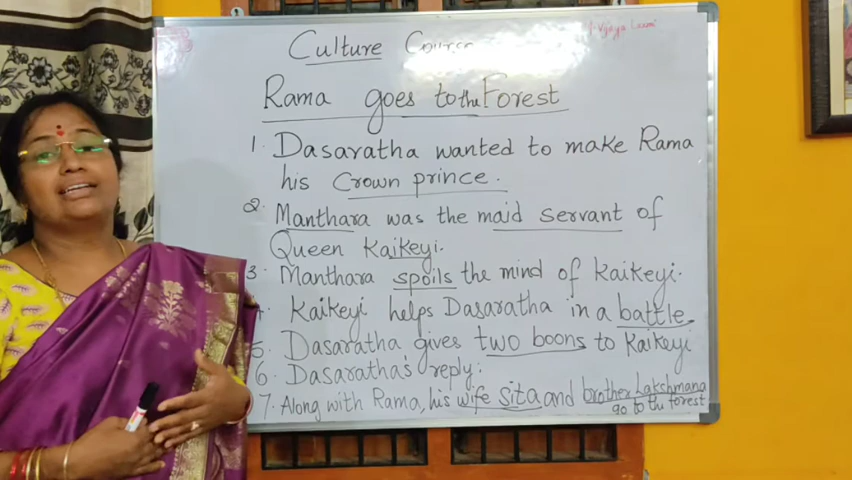 Culture Course
Y. Vijaya Laxmi
Rama goes to the Forest
1. Dasaratha wanted to make Rama
his Crown prince.
2. Manthara was the maid servant of
Queen Kaikeyi.
3. Manthara spoils the mind of Kaikeyi.
4. Kaikeyi helps Dasaratha in a battle.
5. Dasaratha gives two boons to Kaikeyi
6. Dasaratha's reply:
7. Along with Rama, his wife Sita and brother Lakshmana
go to the forest